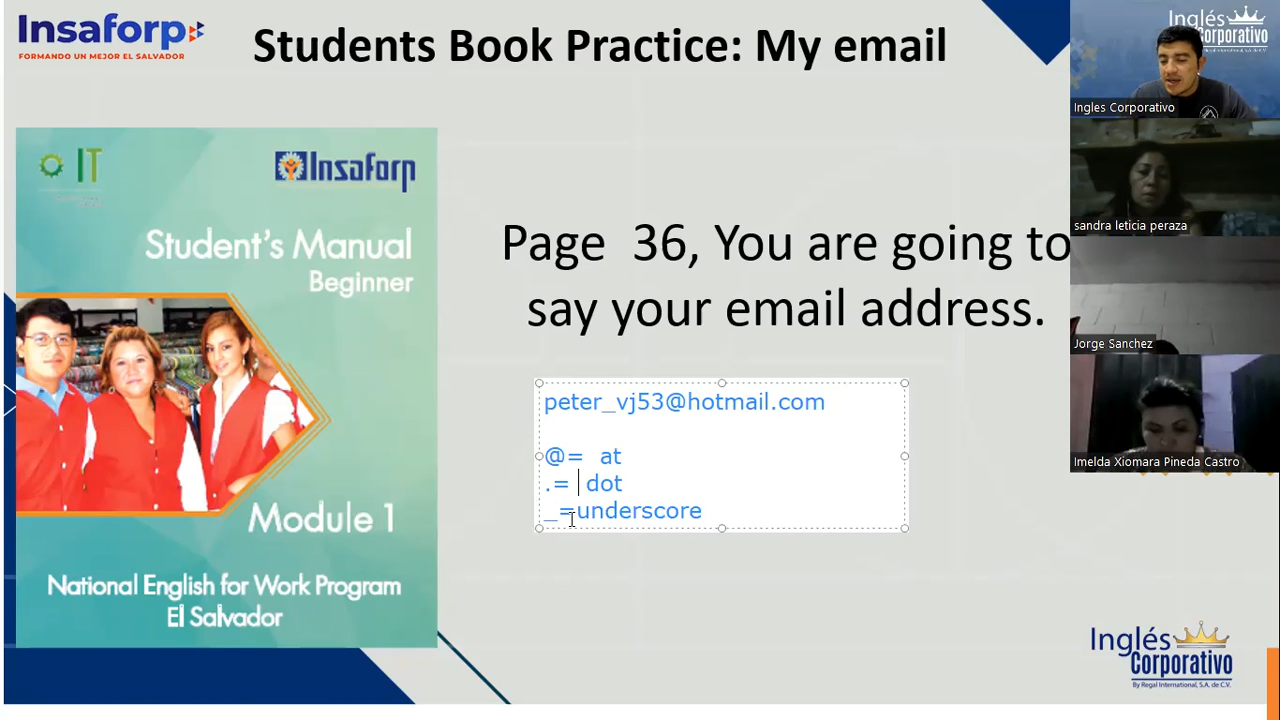 Insaforp
FORMANDO UN MEJOR EL SALVADOR
Students Book Practice: My email
IT
Insaforp
Student's Manual
Beginner
Module 1
National English for Work Program
El Salvador
Page 36, You are going to
say your email address.
peter_vj53@hotmail.com
@= at
.= dot
_=underscore
Inglés
Corporativo
Ingles Corporativo
sandra leticia peraza
Jorge Sanchez
Imelda Xiomara Pineda Castro
Inglés
Corporativo
By Regal International, S.A. de C.V.